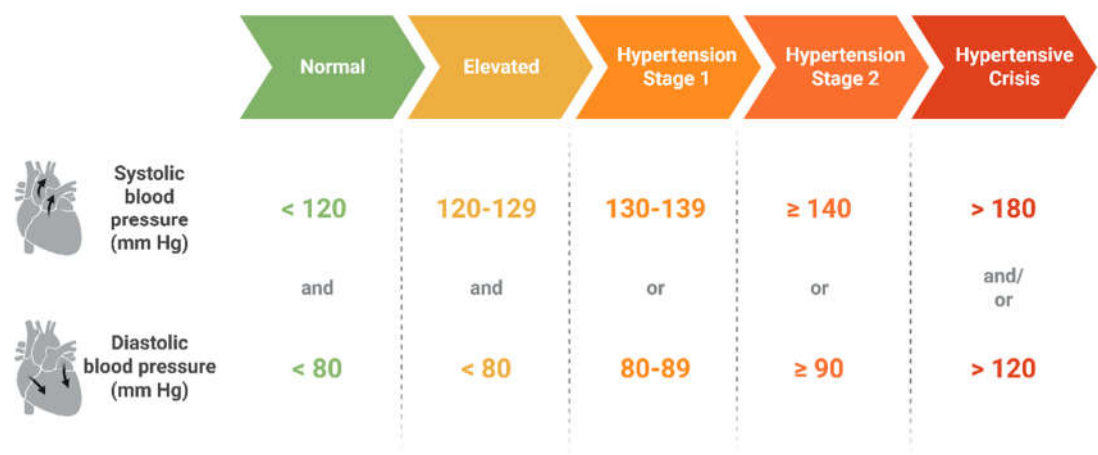 Normal
Elevated
Hypertension
Stage 1
Hypertension
Stage 2
Hypertensive
Crisis
Systolic
blood
pressure
(mm Hg)
< 120
120-129
130-139
≥ 140
> 180
and
and
or
or
and/
or
Diastolic
blood pressure
(mm Hg)
< 80
< 80
80-89
≥ 90
> 120